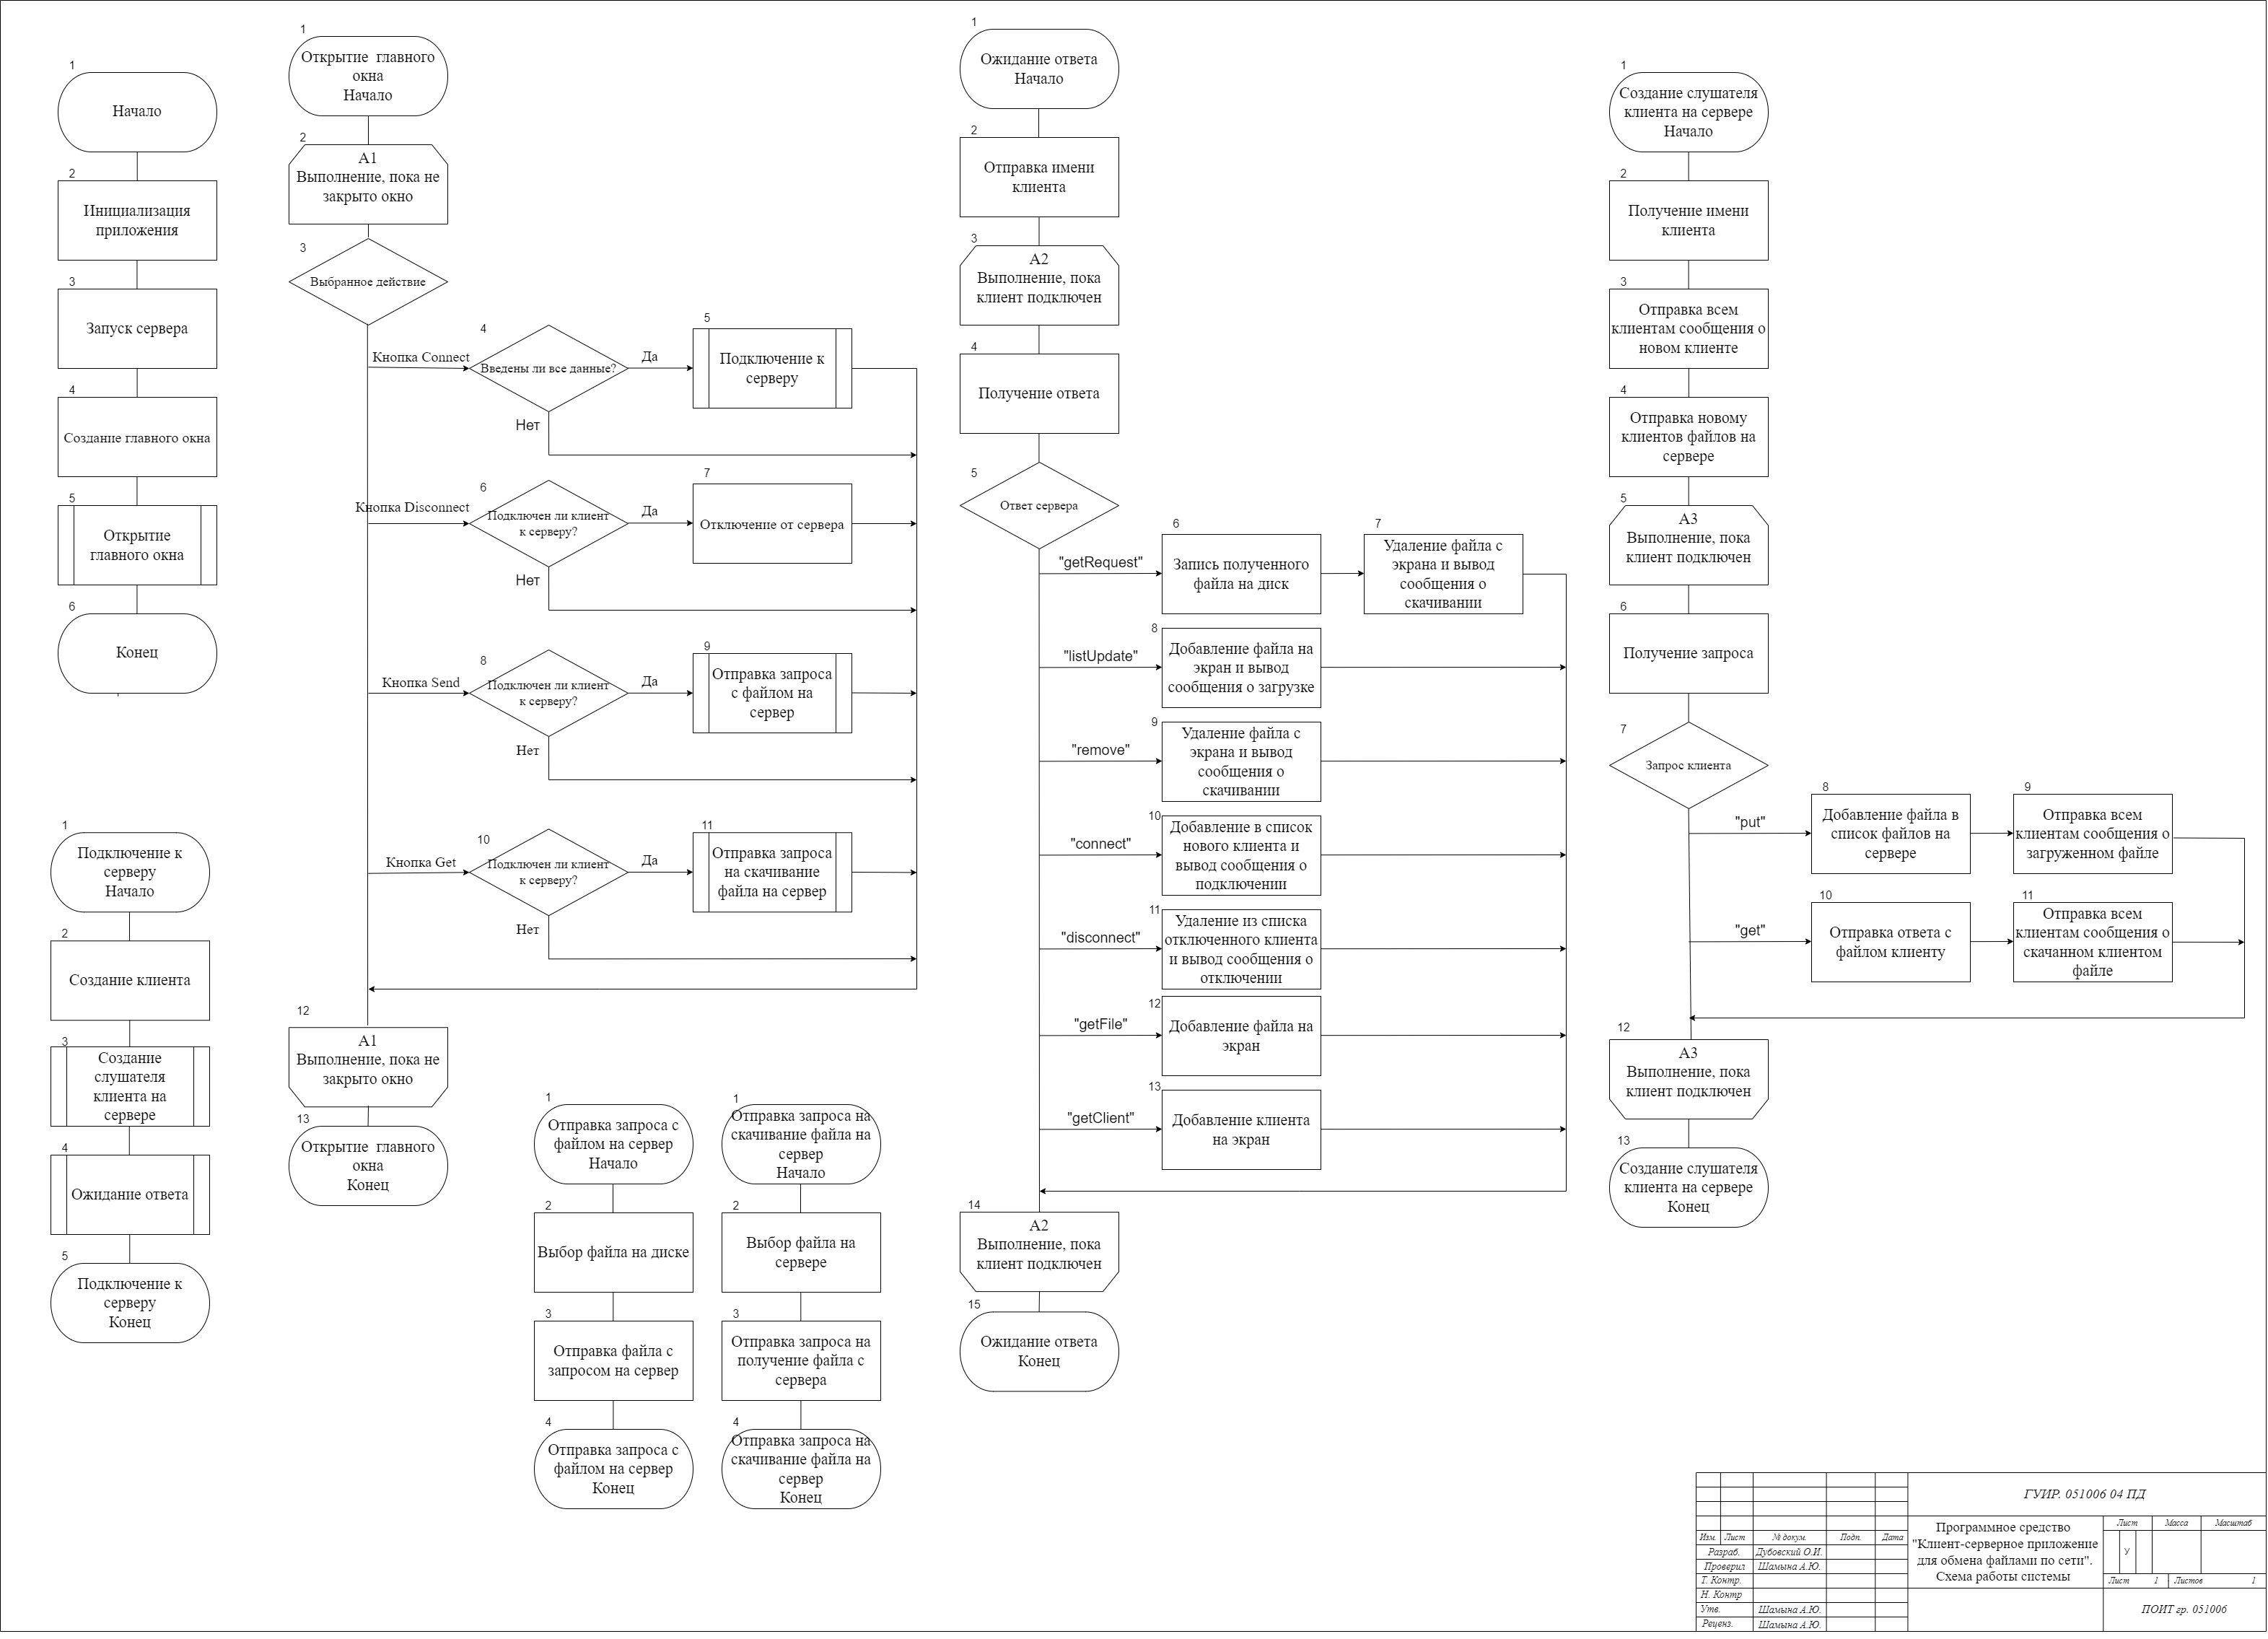 1
Начало
2
Инициализация
приложения
3
Запуск сервера
4
Создание главного окна
5
Открытие
главного окна
6
Конец
1
Подключение к
серверу
Начало
2
Создание клиента
3
Создание
слушателя
клиента на
сервере
4
Ожидание ответа
5
Подключение к
серверу
Конец
1
Открытие главного
окна
Начало
2
А1
Выполнение, пока не
закрыто окно
3
Выбранное действие
Кнопка Connect
4
Введены ли все данные?
Да
Нет
5
Подключение к
серверу
Кнопка Disconnect
6
Подключен ли клиент
к серверу?
Да
Нет
7
Отключение от сервера
Кнопка Send
8
Подключен ли клиент
к серверу?
Да
Нет
9
Отправка запроса
с файлом на
сервер
Кнопка Get
10
Подключен ли клиент
к серверу?
Да
Нет
11
Отправка запроса
на скачивание
файла на сервер
12
А1
Выполнение, пока не
закрыто окно
13
Открытие главного
окна
Конец
1
Отправка запроса с
файлом на сервер
Начало
2
Выбор файла на диске
3
Отправка файла с
запросом на сервер
4
Отправка запроса с
файлом на сервер
Конец
1
Отправка запроса на
скачивание файла на
сервер
Начало
2
Выбор файла на
сервере
3
Отправка запроса на
получение файла с
сервера
4
Отправка запроса на
скачивание файла на
сервер
Конец
1
Ожидание ответа
Начало
2
Отправка имени
клиента
3
А2
Выполнение, пока
клиент подключен
4
Получение ответа
5
Ответ сервера
"getRequest"
6
Запись полученного
файла на диск
7
Удаление файла с
экрана и вывод
сообщения о
скачивании
"listUpdate"
8
Добавление файла на
экран и вывод
сообщения о загрузке
"remove"
9
Удаление файла с
экрана и вывод
сообщения о
скачивании
"connect"
10
Добавление в список
нового клиента и
вывод сообщения о
подключении
"disconnect"
11
Удаление из списка
отключенного клиента
и вывод сообщения о
отключении
"getFile"
12
Добавление файла на
экран
"getClient"
13
Добавление клиента
на экран
14
А2
Выполнение, пока
клиент подключен
15
Ожидание ответа
Конец
1
Создание слушателя
клиента на сервере
Начало
2
Получение имени
клиента
3
Отправка всем
клиентам сообщения о
новом клиенте
4
Отправка новому
клиентов файлов на
сервере
5
А3
Выполнение, пока
клиент подключен
6
Получение запроса
7
Запрос клиента
"put"
8
Добавление файла в
список файлов на
сервере
9
Отправка всем
клиентам сообщения о
загруженном файле
"get"
10
Отправка ответа с
файлом клиенту
11
Отправка всем
клиентам сообщения о
скачанном клиентом
файле
12
А3
Выполнение, пока
клиент подключен
13
Создание слушателя
клиента на сервере
Конец
ГУИР. 051006 04 ПД
Изм. Лист № докум. Подп. Дата
Разраб. Дубовский О.И.
Проверил Шамына А.Ю.
Т. Контр.
Н. Контр
Утв. Шамына А.Ю.
Реценз. Шамына А.Ю.
Программное средство
"Клиент-серверное приложение
для обмена файлами по сети".
Схема работы системы
Лист Масса Масштаб
У
Лист 1 Листов 1
ПОИТ гр. 051006